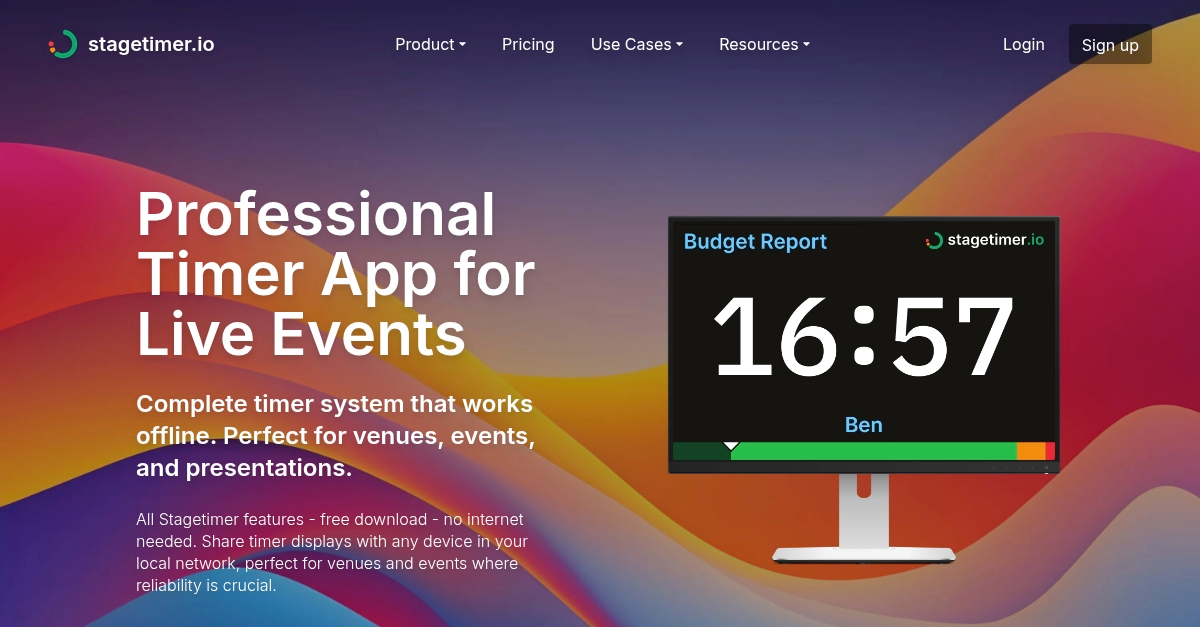 stagetimer.io
Product
Pricing
Use Cases
Resources
Login
Sign up
Professional
Timer App for
Live Events
Complete timer system that works
offline. Perfect for venues, events,
and presentations.
All Stagetimer features - free download - no internet
needed. Share timer displays with any device in your
local network, perfect for venues and events where
reliability is crucial.
Budget Report
stagetimer.io
16:57
Ben